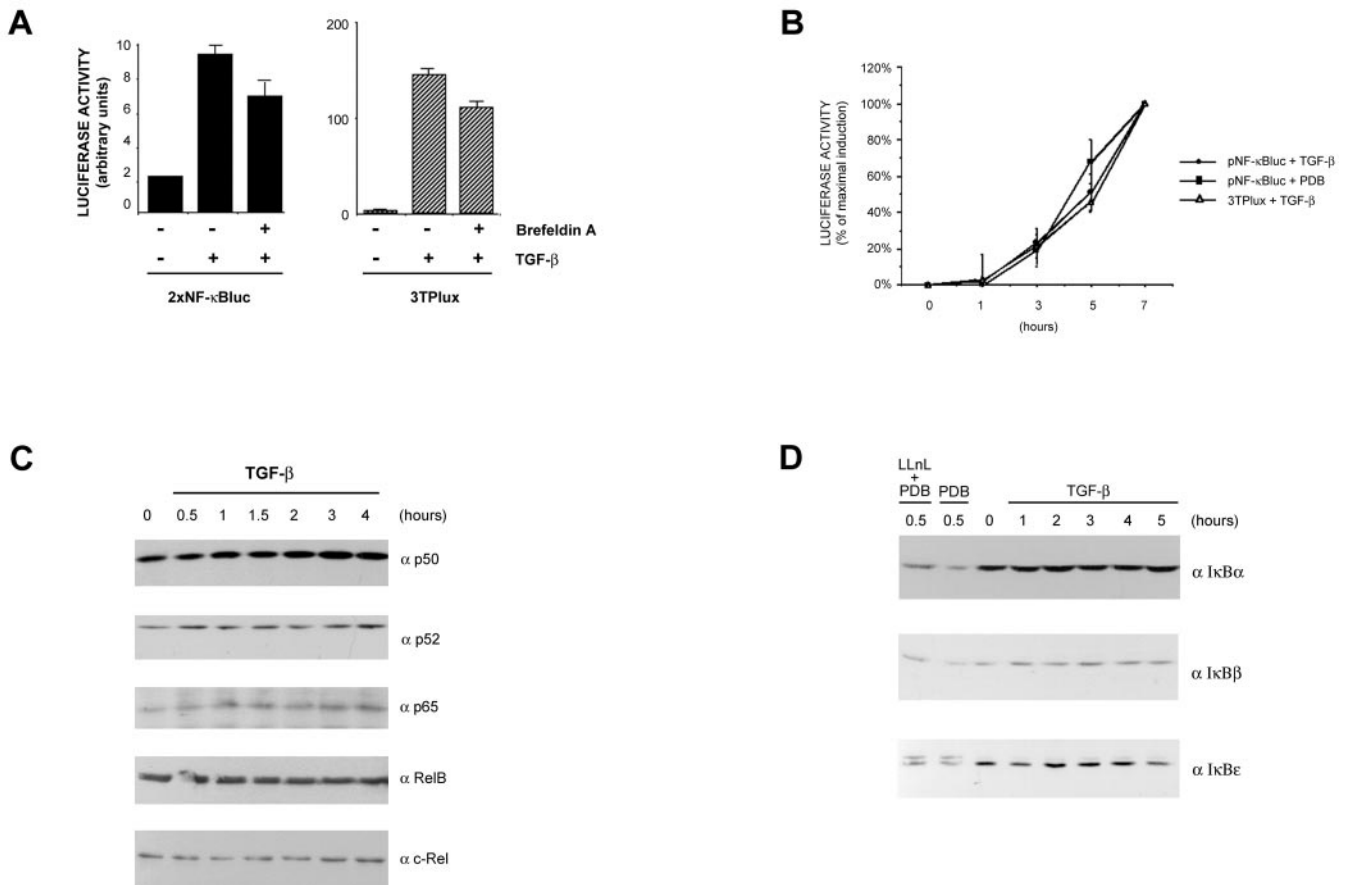 A
LUCIFERASE ACTIVITY
(arbitrary units)
10
8
6
4
2
0
200
100
0
- + + - + + 
- - + - - + Brefeldin A
- + + - + + TGF-β
2xNF-κBluc
3TPlux
B
LUCIFERASE ACTIVITY
(% of maximal induction)
120%
100%
80%
60%
40%
20%
0%
0 1 3 5 7
(hours)
pNF-κBluc + TGF-β
pNF-κBluc + PDB
3TPlux + TGF-β
C
TGF-β
0 0.5 1 1.5 2 3 4 (hours)
α p50
α p52
α p65
α RelB
α c-Rel
D
LLnL
+
PDB PDB TGF-β
0.5 0.5 0 1 2 3 4 5 (hours)
α IκBα
α IκBβ
α IκBε